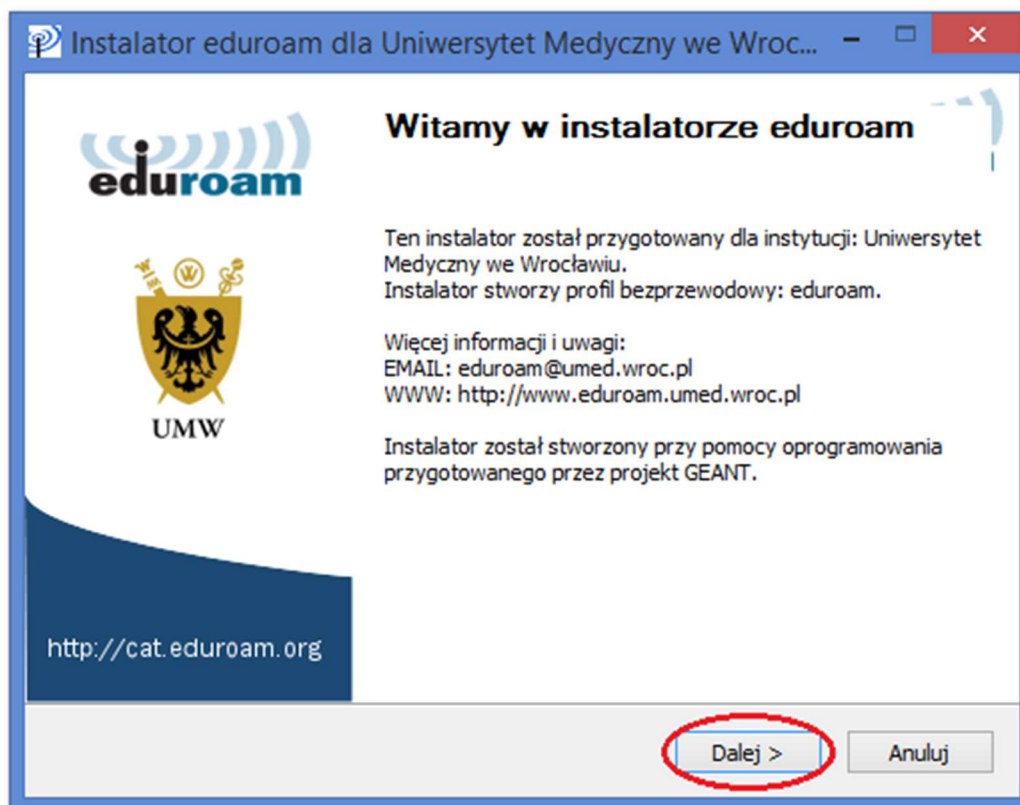 Instalator eduroam dla Uniwersytet Medyczny we Wroc...
eduroam
UMW
http://cat.eduroam.org
Witamy w instalatorze eduroam
Ten instalator został przygotowany dla instytucji: Uniwersytet
Medyczny we Wrocławiu.
Instalator stworzy profil bezprzewodowy: eduroam.
Więcej informacji i uwagi:
EMAIL: eduroam@umed.wroc.pl
WWW: http://www.eduroam.umed.wroc.pl
Instalator został stworzony przy pomocy oprogramowania
przygotowanego przez projekt GEANT.
Dalej >
Anuluj